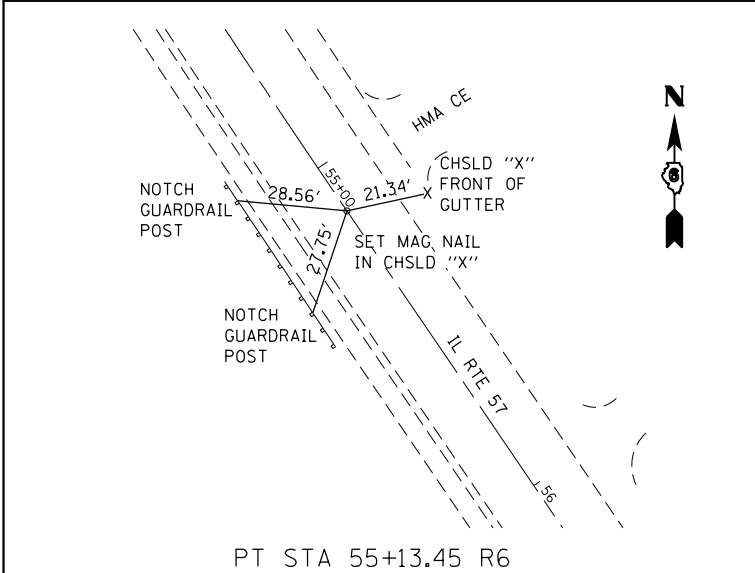 HMA CE
N
6
CHSLD "X"
FRONT OF
GUTTER
NOTCH
GUARDRAIL
POST
28.56'
55+00
21.34'
X
SET MAG NAIL
IN CHSLD "X"
27.75'
NOTCH
GUARDRAIL
POST
IL RTE 57
56
PT STA 55+13.45 R6